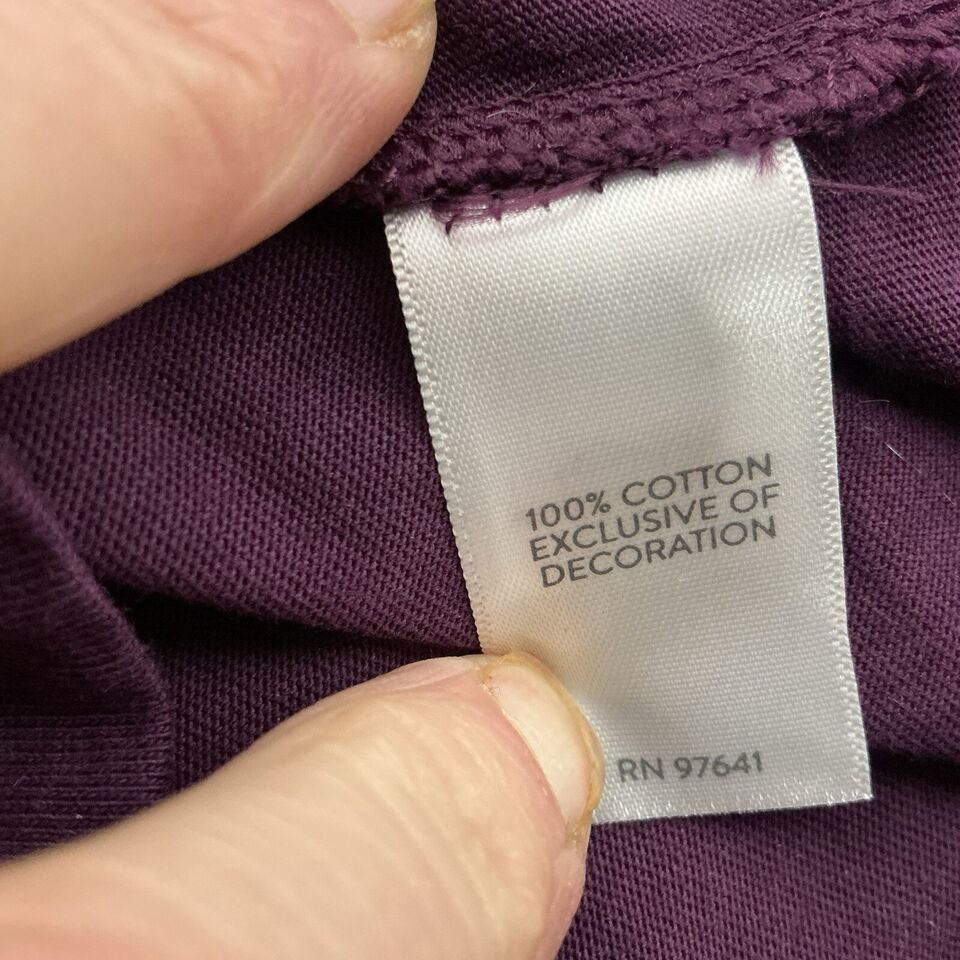 100% COTTON
EXCLUSIVE OF
DECORATION
RN 97641